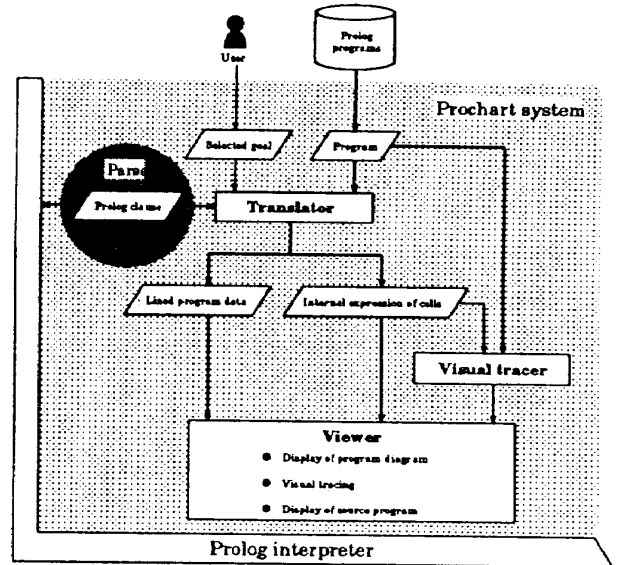 User
Prolog
programs
Prochart system
Selected goal
Program
Parse
Prolog clause
Translator
Lined program data
Internal expression of cells
Visual tracer
Viewer
Display of program diagram
Visual tracing
Display of source program
Prolog interpreter